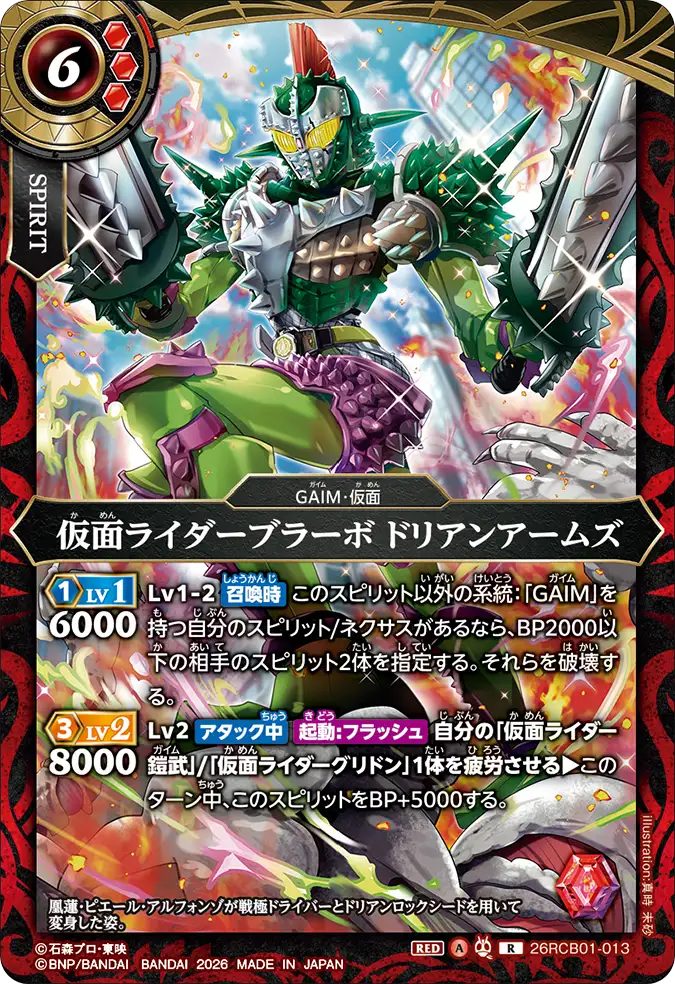 6
SPIRIT
GAIM・仮面
仮面ライダーブラーボ ドリアンアームズ
1 LV1 6000
Lv1-2 召喚時 このスピリット以外の系統:「GAIM」を
持つ自分のスピリット/ネクサスがあるなら、BP2000以
下の相手のスピリット2体を指定する。それらを破壊す
る。
3 LV2 8000
Lv2 アタック中 起動:フラッシュ 自分の「仮面ライダー
鎧武」/「仮面ライダーグリドン」1体を疲労させる▶この
ターン中、このスピリットをBP+5000する。
illustration:真時 未砂
凰蓮・ピエール・アルフォンゾが戦極ドライバーとドリアンロックシードを用いて
変身した姿。
©石森プロ・東映
©BNP/BANDAI BANDAI 2026 MADE IN JAPAN
RED A R 26RCB01-013